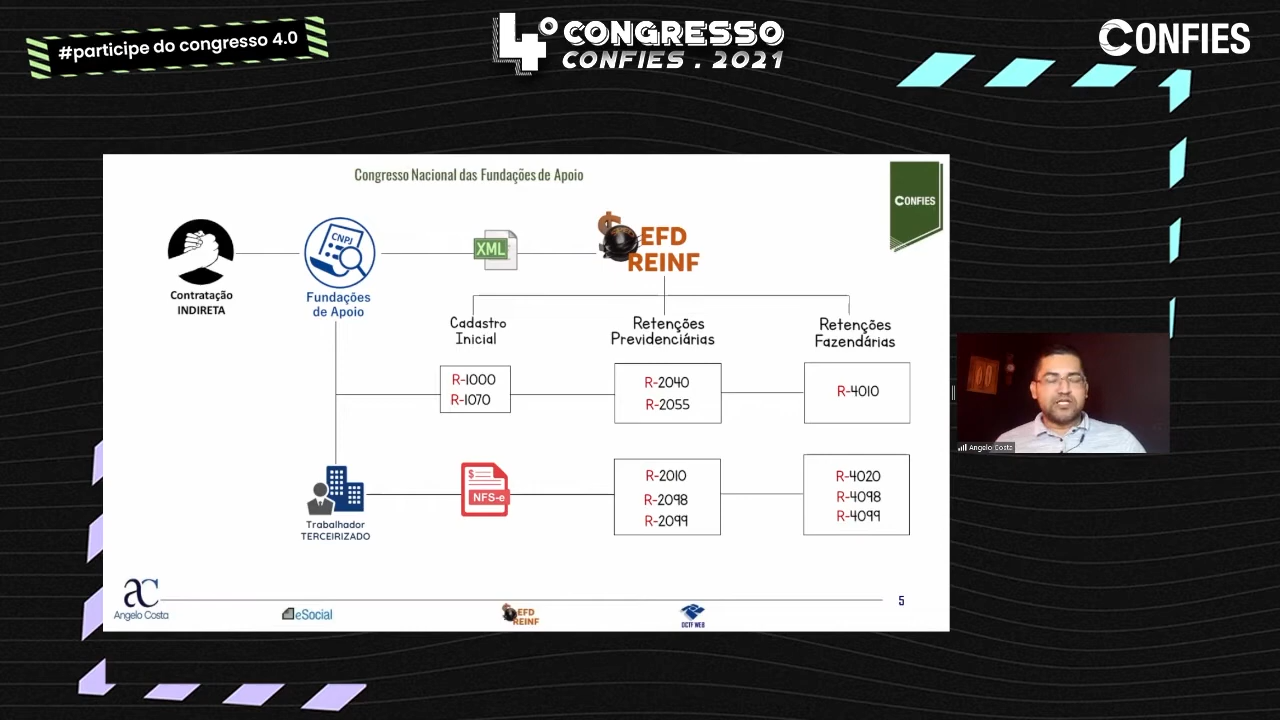 #participe do congresso 4.0
4º CONGRESSO
CONFIES . 2021
CONFIES
Congresso Nacional das Fundações de Apoio
CONFIES
CNPJ
XML
EFD
REINF
Contratação
INDIRETA
Fundações
de Apoio
Cadastro
Inicial
Retenções
Previdenciárias
Retenções
Fazendárias
R-1000
R-1070
R-2040
R-2055
R-4010
Trabalhador
TERCEIRIZADO
$
NFS-e
R-2010
R-2098
R-2099
R-4020
R-4098
R-4099
Angelo Costa
AC
Angelo Costa
eSocial
EFD
REINF
DCTF WEB
5